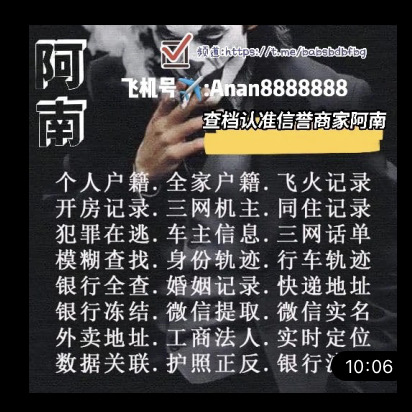 阿南
频道:https://t.me/babsbdbfbg
飞机号✈️:Anan8888888
查档认准信誉商家阿南
个人户籍.全家户籍.飞火记录
开房记录.三网机主.同住记录
犯罪在逃.车主信息.三网话单
模糊查找.身份轨迹.行车轨迹
银行全查.婚姻记录.快递地址
银行冻结.微信提取.微信实名
外卖地址.工商法人.实时定位
数据关联.护照正反.银行
10:06